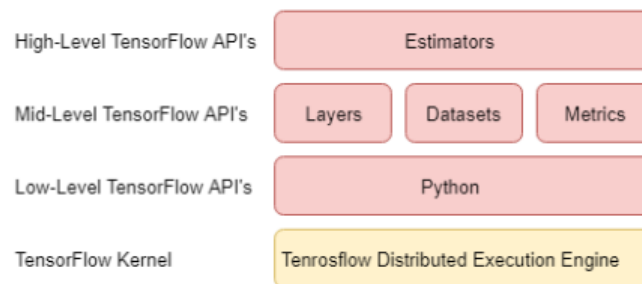 High-Level TensorFlow API's Estimators
Mid-Level TensorFlow API's Layers Datasets Metrics
Low-Level TensorFlow API's Python
TensorFlow Kernel Tenrosflow Distributed Execution Engine